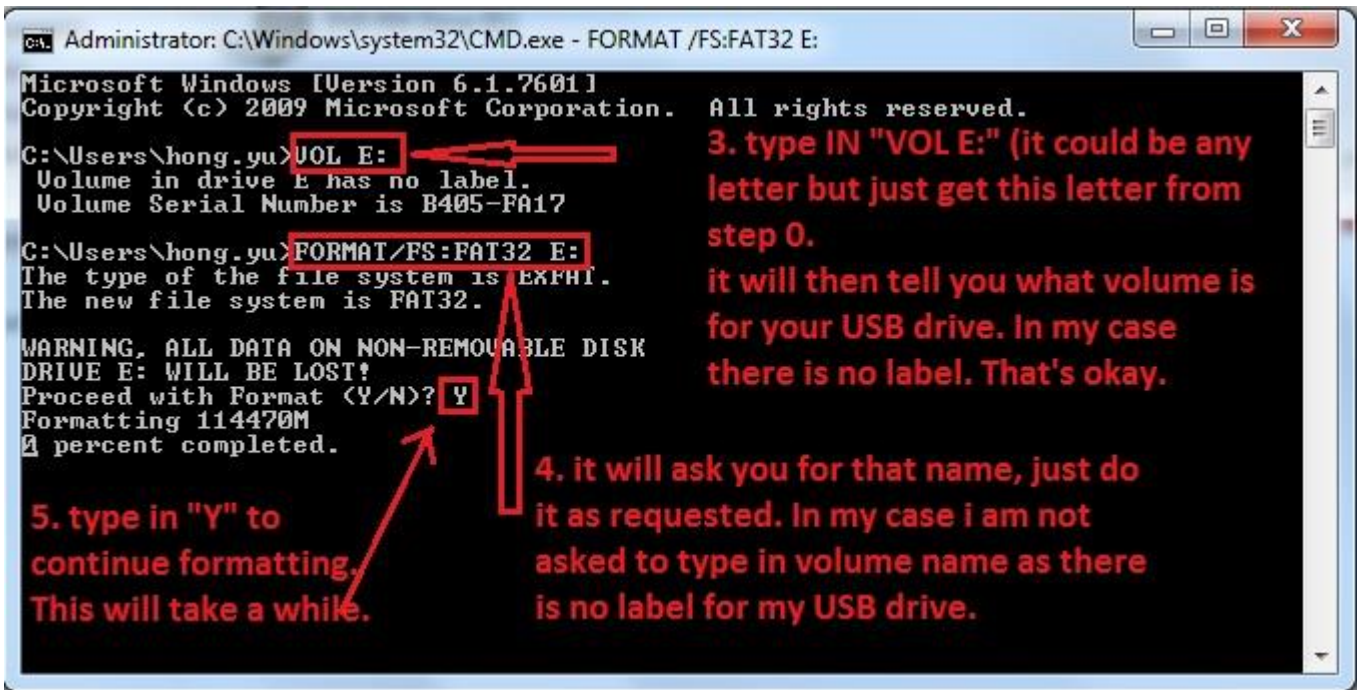 Administrator: C:\Windows\system32\CMD.exe - FORMAT /FS:FAT32 E:
Microsoft Windows [Version 6.1.7601]
Copyright (c) 2009 Microsoft Corporation.  All rights reserved.
C:\Users\hong.yu>VOL E:
Volume in drive E has no label.
Volume Serial Number is B405-FA17
C:\Users\hong.yu>FORMAT/FS:FAT32 E:
The type of the file system is EXFAT.
The new file system is FAT32.
WARNING, ALL DATA ON NON-REMOVABLE DISK
DRIVE E: WILL BE LOST!
Proceed with Format (Y/N)? Y
Formatting 114470M
0 percent completed.
3. type IN "VOL E:" (it could be any
letter but just get this letter from
step 0.
it will then tell you what volume is
for your USB drive. In my case
there is no label. That's okay.
4. it will ask you for that name, just do
it as requested. In my case i am not
asked to type in volume name as there
is no label for my USB drive.
5. type in "Y" to
continue formatting.
This will take a while.